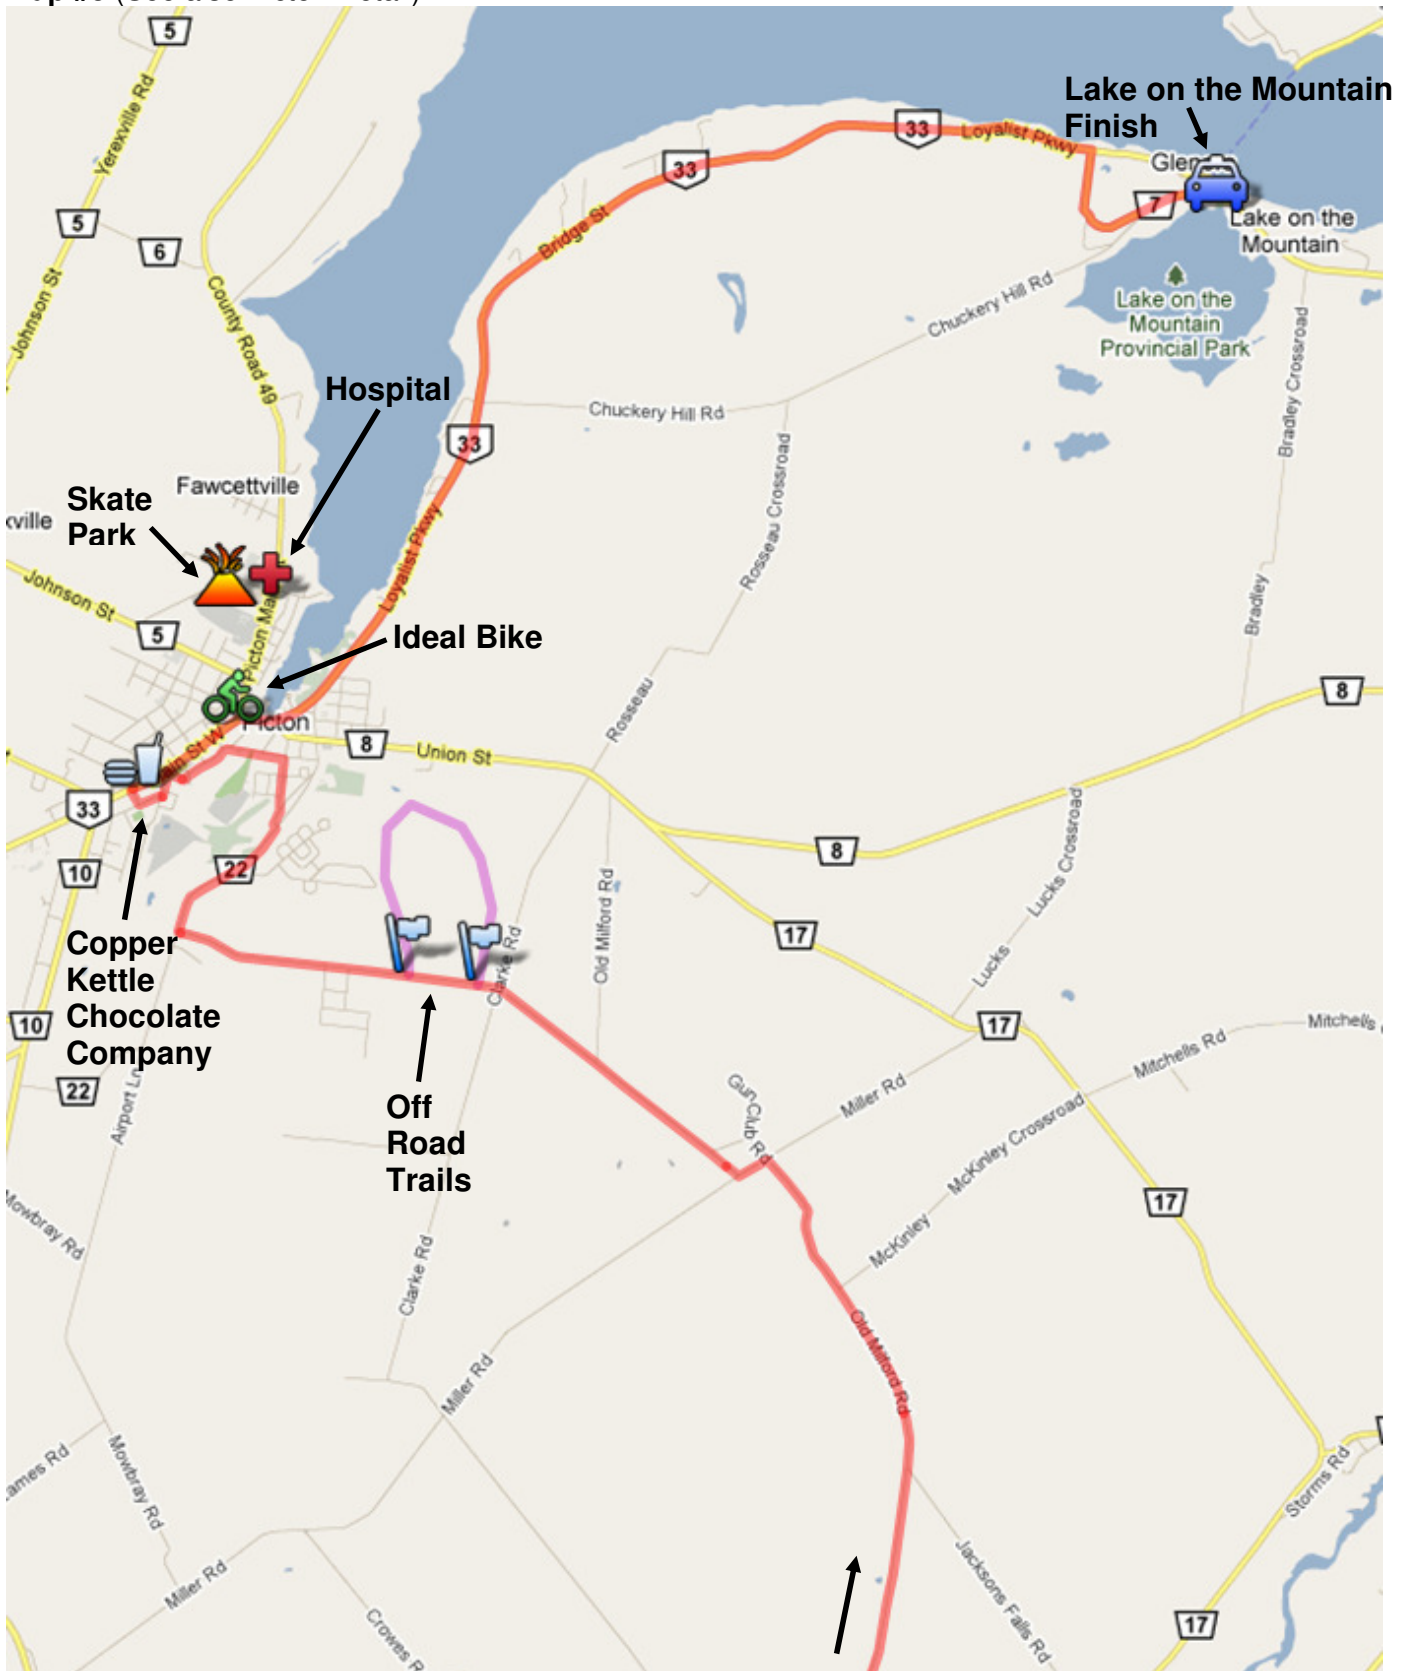 5
Yerexville Rd
Lake on the Mountain
Finish
33
Loyalist Pkwy
33
7
5
6
Lake on the
Mountain
Bridge St
Johnson St
County Road 49
Chuckery Hill Rd
Lake on the
Mountain
Provincial Park
Bradley Crossroad
Hospital
Chuckery Hill Rd
33
Fawcettville
Skate
Park
Rosseau Crossroad
Loyalist Pkwy
Johnson St
Bradley
5
Picton
Ideal Bike
8
Rosseau
Picton
8
Union St
33
8
Lucks Crossroad
10
22
Old Milford Rd
17
Clarke Rd
Copper
Kettle
Chocolate
Company
Lucks
10
17
Mitchells
Mitchells Rd
22
Airport Ln
Off
Road
Trails
Gun Club Rd
Miller Rd
McKinley Crossroad
17
Mowbray Rd
McKinley
Clarke Rd
Old Milford Rd
Miller Rd
Mowbray Rd
Storms Rd
Miller Rd
Jacksons Falls Rd
Crowes
17